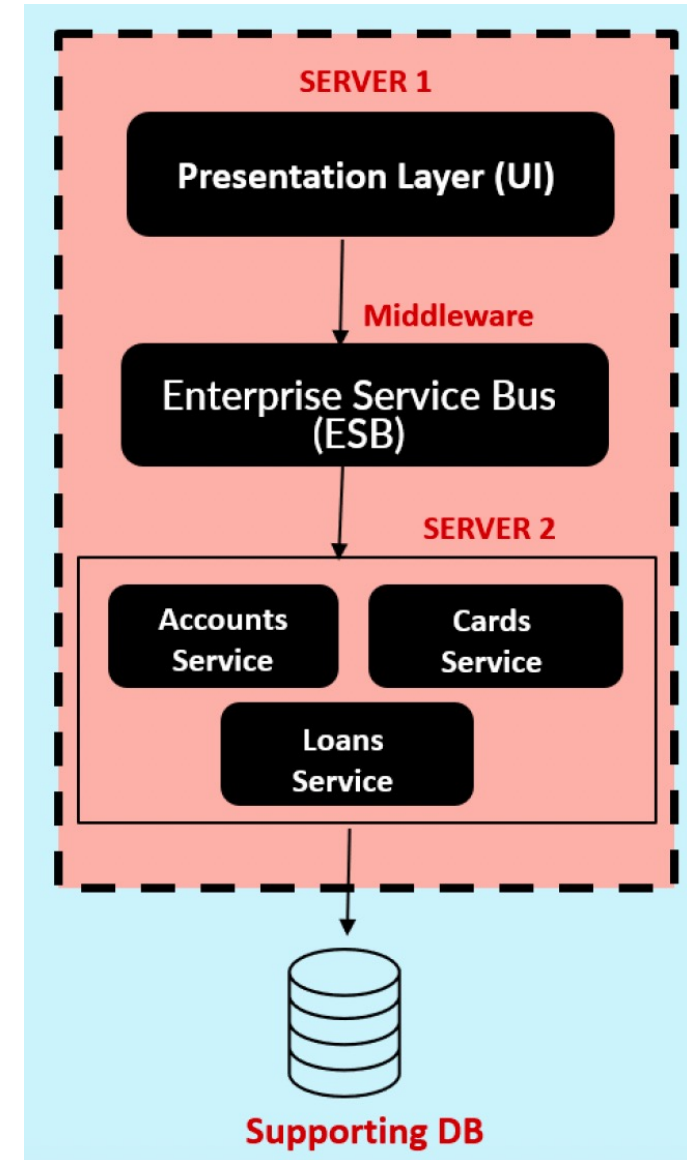 SERVER 1
Presentation Layer (UI)
Middleware
Enterprise Service Bus
(ESB)
SERVER 2
Accounts
Service
Cards
Service
Loans
Service
Supporting DB